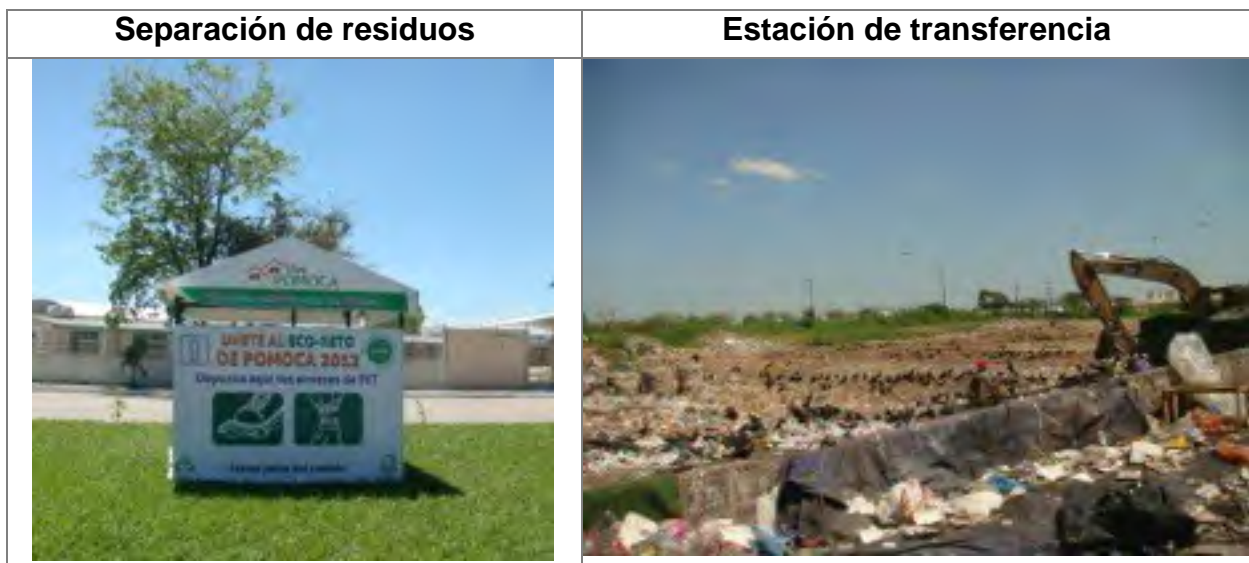 Separación de residuos
Estación de transferencia
POMOCA
UNETE AL ECO-RETO
DE POMOCA 2012
Deposita aquí tus envases de PET